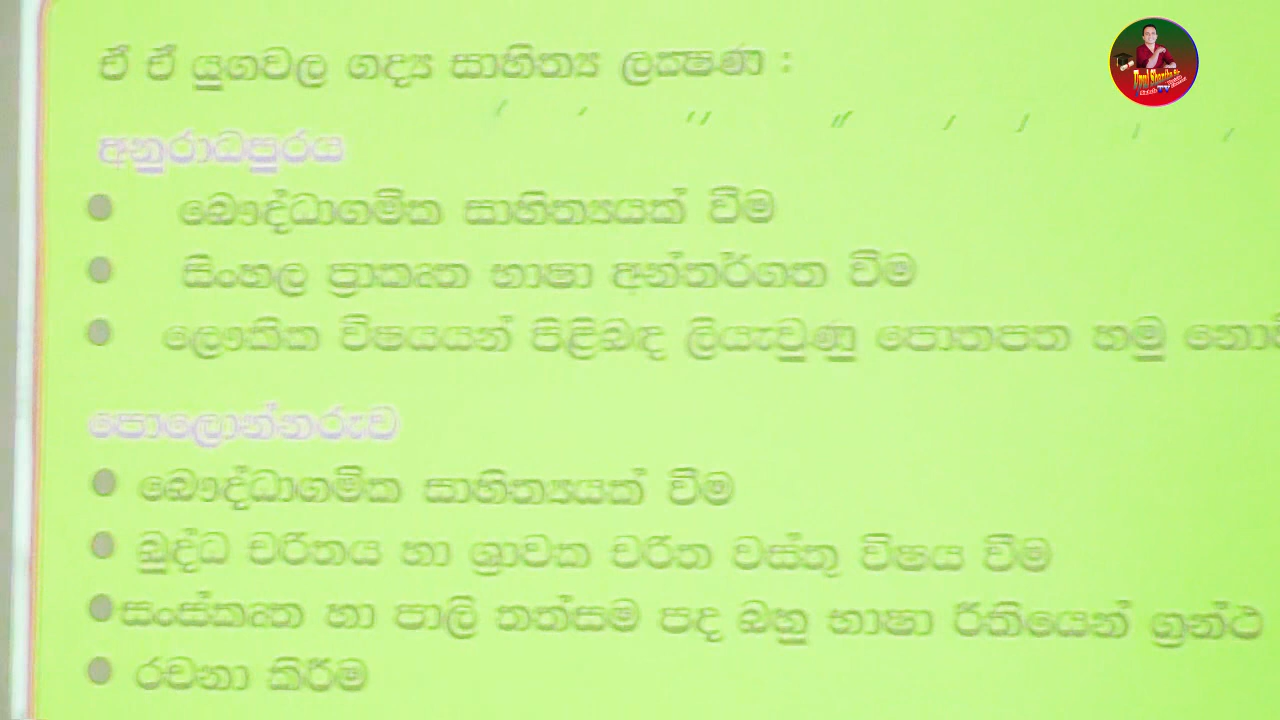 ඒ ඒ යුගවල ගද්‍ය සාහිත්‍ය ලක්ෂණ :
අනුරාධපුරය
● බෞද්ධාගමික සාහිත්‍යයක් වීම
● සිංහල ප්‍රාකෘත භාෂා අන්තර්ගත වීම
● ලෞකික විෂයයන් පිළිබඳ ලියැවුණු පොතපත හමු
පොලොන්නරුව
● බෞද්ධාගමික සාහිත්‍යයක් වීම
● බුද්ධ චරිතය හා ශ්‍රාවක චරිත වස්තු විෂය වීම
● සංස්කෘත හා පාලි තත්සම පද බහු භාෂා රීතියෙන් ග්‍රන්ථ
● රචනා කිරීම